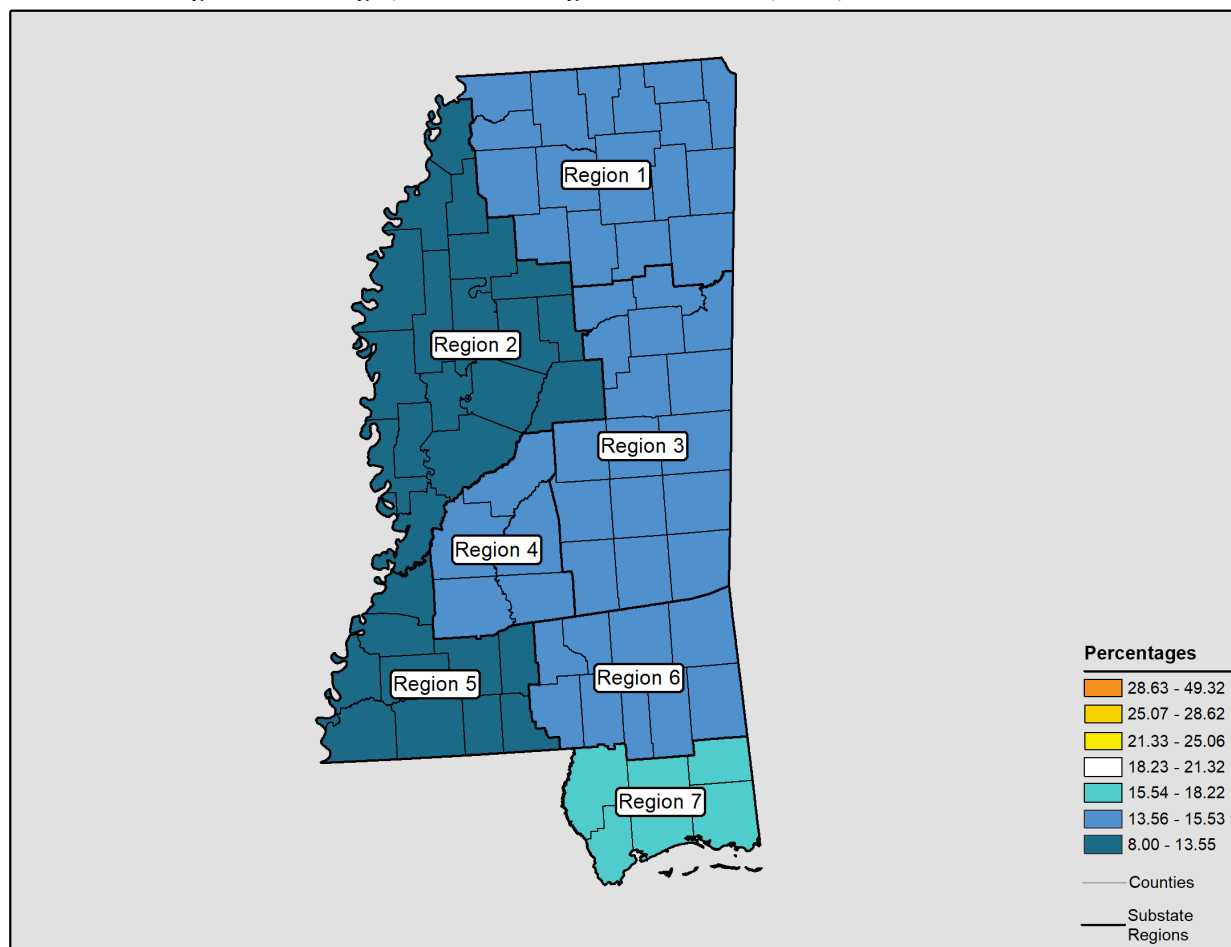 Region 1
Region 2
Region 3
Region 4
Region 5
Region 6
Region 7
Percentages
28.63 - 49.32
25.07 - 28.62
21.33 - 25.06
18.23 - 21.32
15.54 - 18.22
13.56 - 15.53
8.00 - 13.55
Counties
Substate
Regions